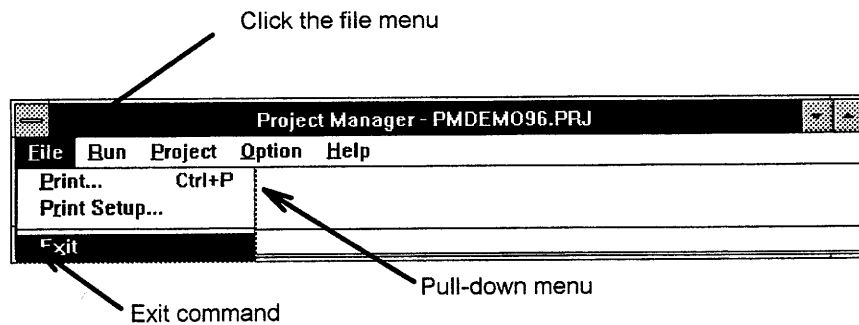 Click the file menu
Project Manager - PMDEMO96.PRJ
File Run Project Option Help
Print... Ctrl+P
Print Setup...
Exit
Pull-down menu
Exit command